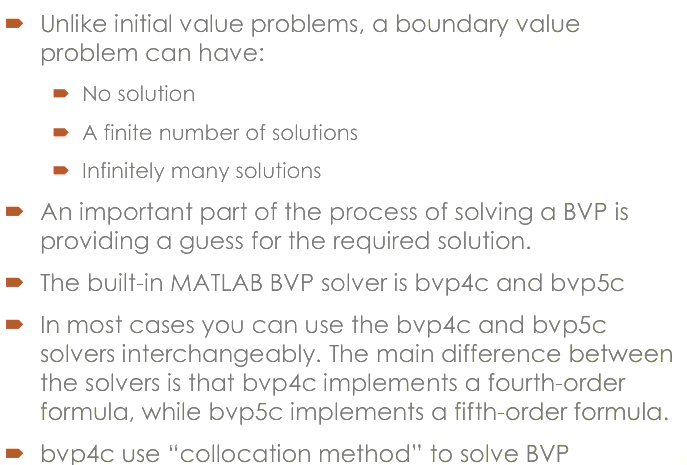 Unlike initial value problems, a boundary value
problem can have:
No solution
A finite number of solutions
Infinitely many solutions
An important part of the process of solving a BVP is
providing a guess for the required solution.
The built-in MATLAB BVP solver is bvp4c and bvp5c
In most cases you can use the bvp4c and bvp5c
solvers interchangeably. The main difference between
the solvers is that bvp4c implements a fourth-order
formula, while bvp5c implements a fifth-order formula.
bvp4c use “collocation method” to solve BVP